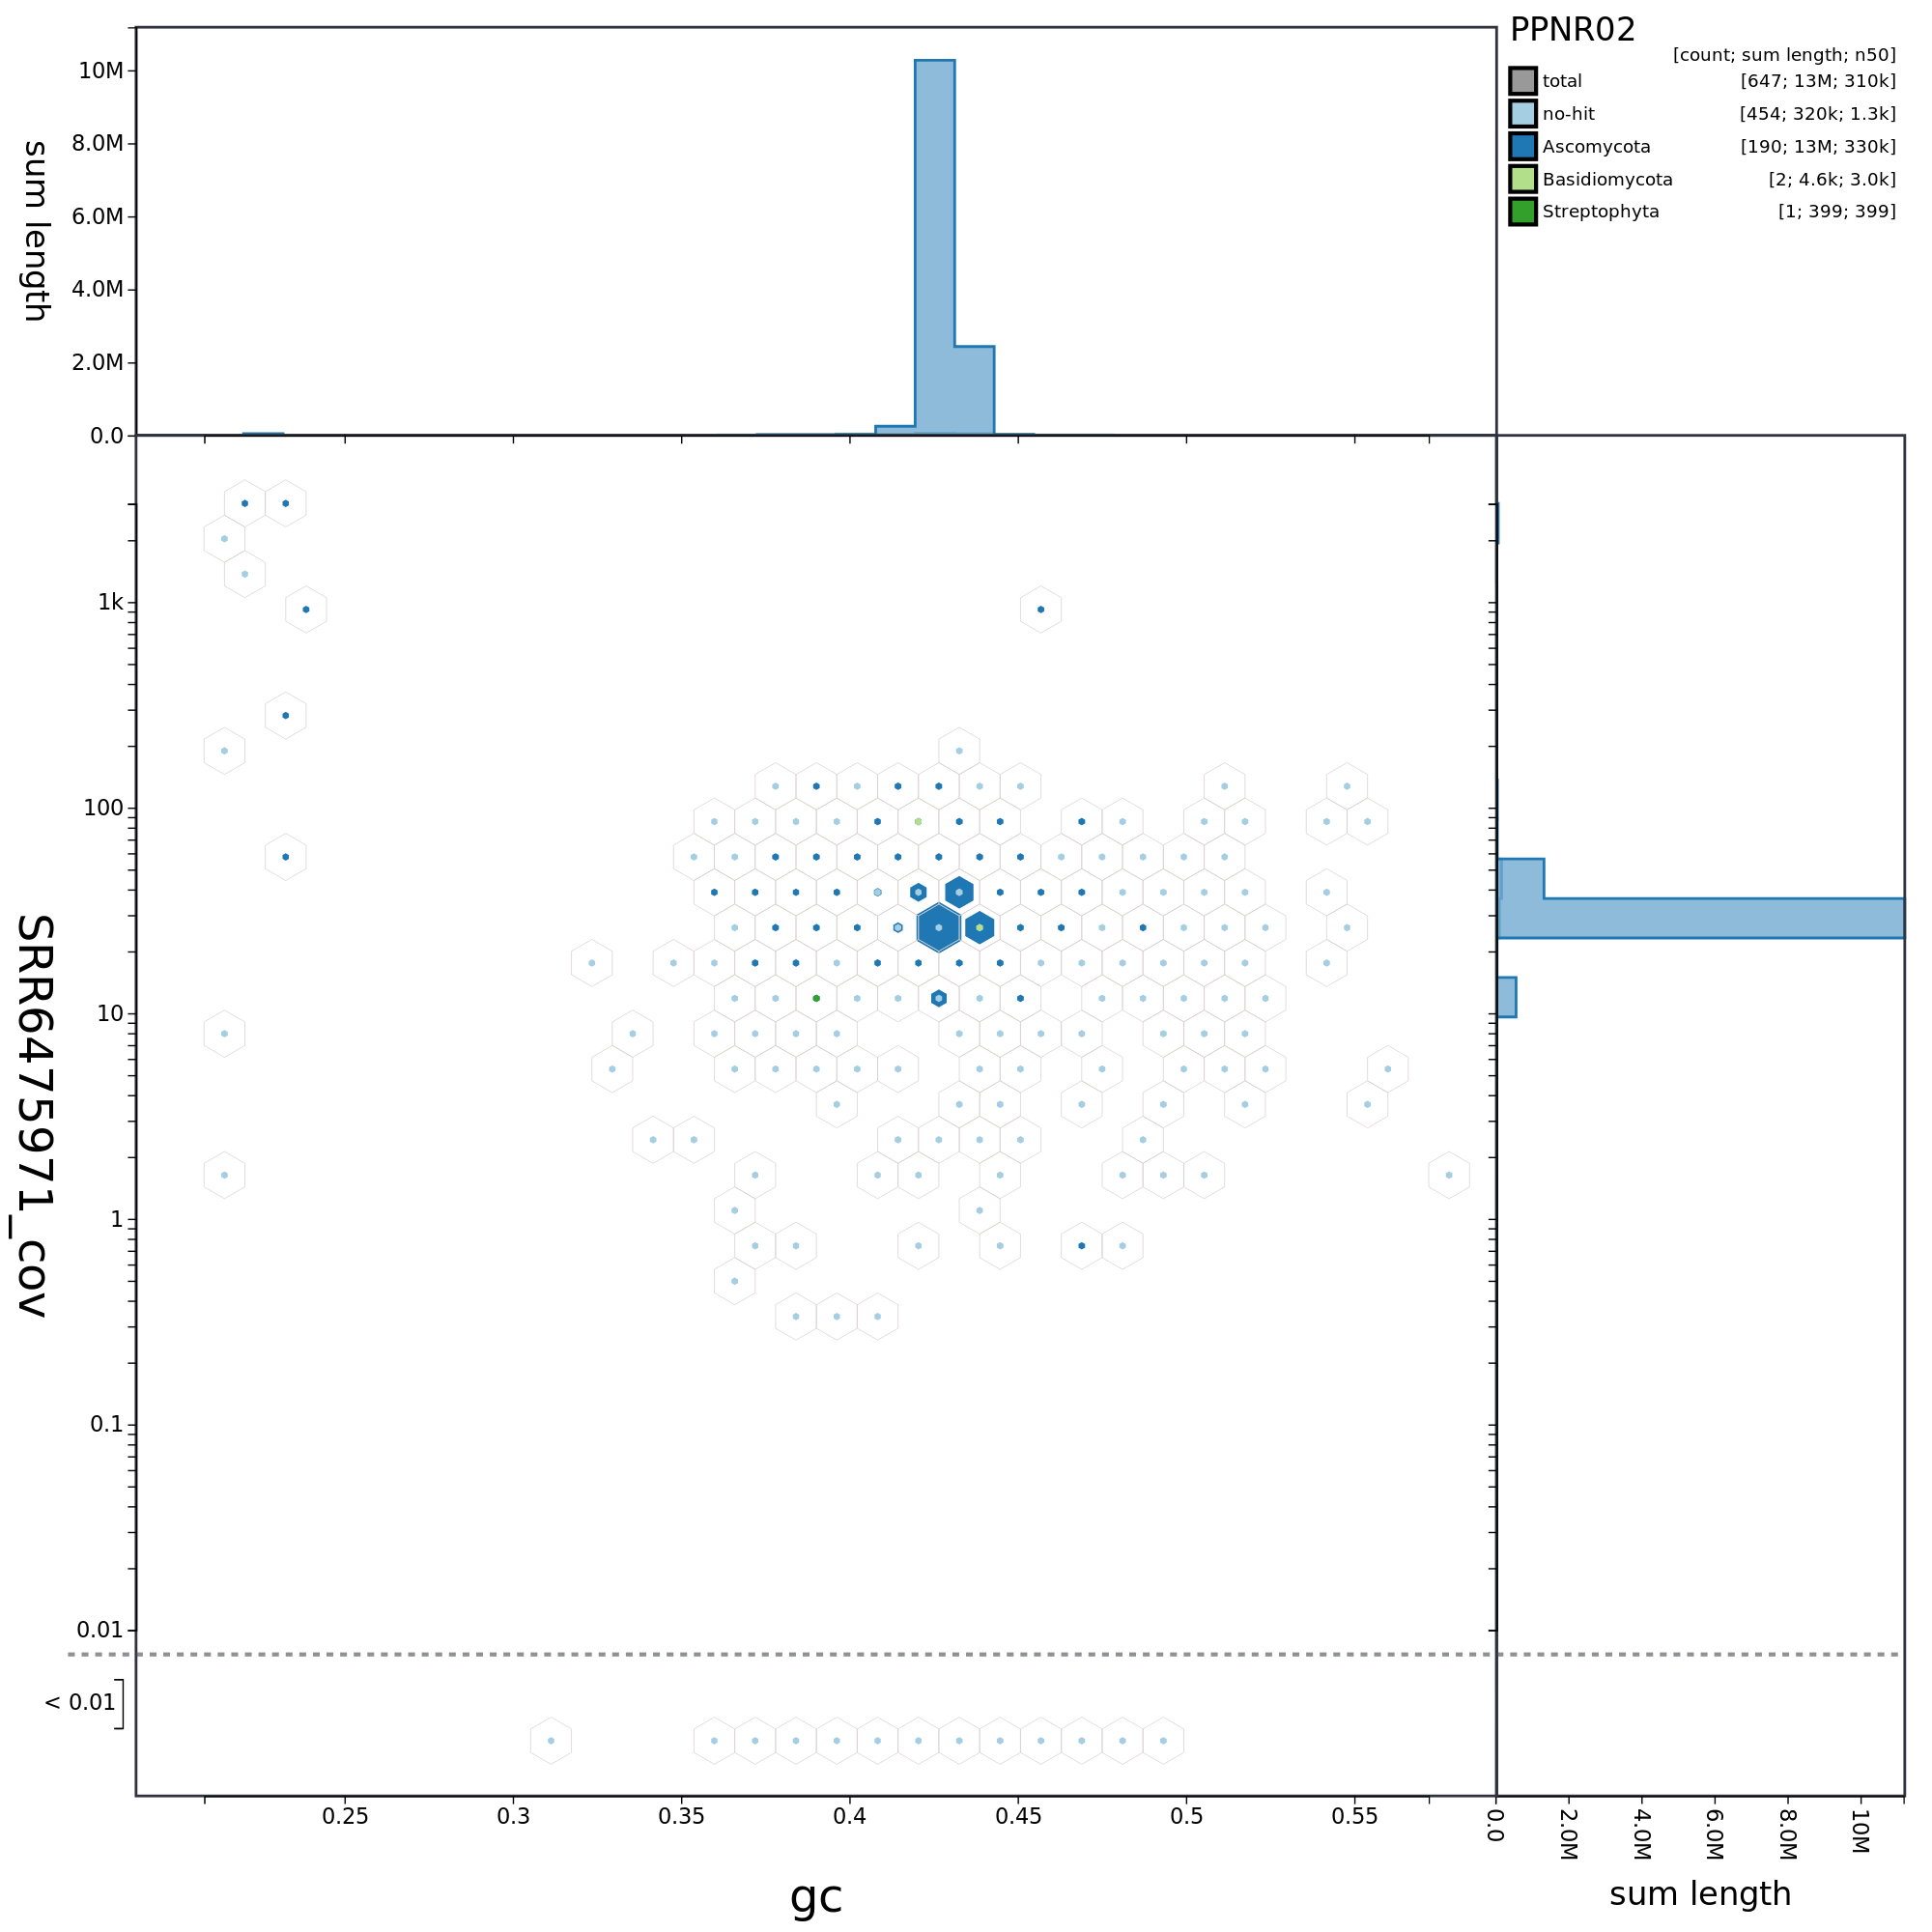 PPNR02
[count; sum length; n50]
total [647; 13M; 310k]
no-hit [454; 320k; 1.3k]
Ascomycota [190; 13M; 330k]
Basidiomycota [2; 4.6k; 3.0k]
Streptophyta [1; 399; 399]
sum length
10M
8.0M
6.0M
4.0M
2.0M
0.0
SRR6475971_cov
1k
100
10
1
0.1
0.01
< 0.01
0.25 0.3 0.35 0.4 0.45 0.5 0.55
gc
0.0 2.0M 4.0M 6.0M 8.0M 10M
sum length